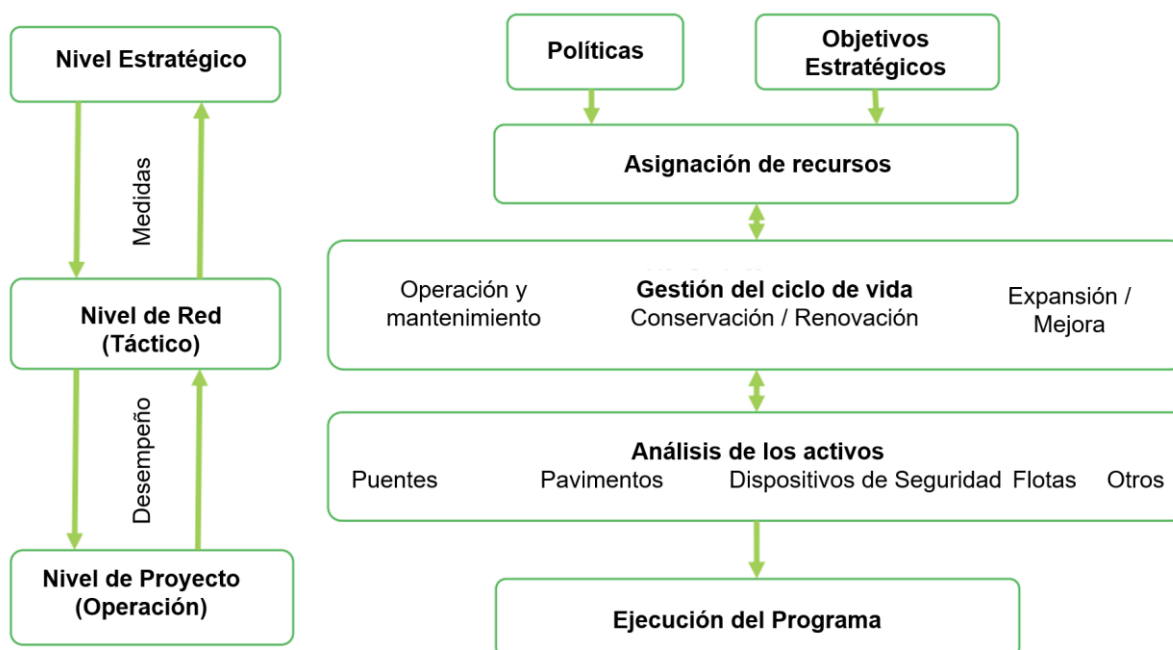 Nivel Estratégico
Medidas
Nivel de Red
(Táctico)
Desempeño
Nivel de Proyecto
(Operación)
Políticas
Objetivos
Estratégicos
Asignación de recursos
Operación y
mantenimiento
Gestión del ciclo de vida
Conservación / Renovación
Expansión /
Mejora
Análisis de los activos
Puentes Pavimentos Dispositivos de Seguridad Flotas Otros
Ejecución del Programa